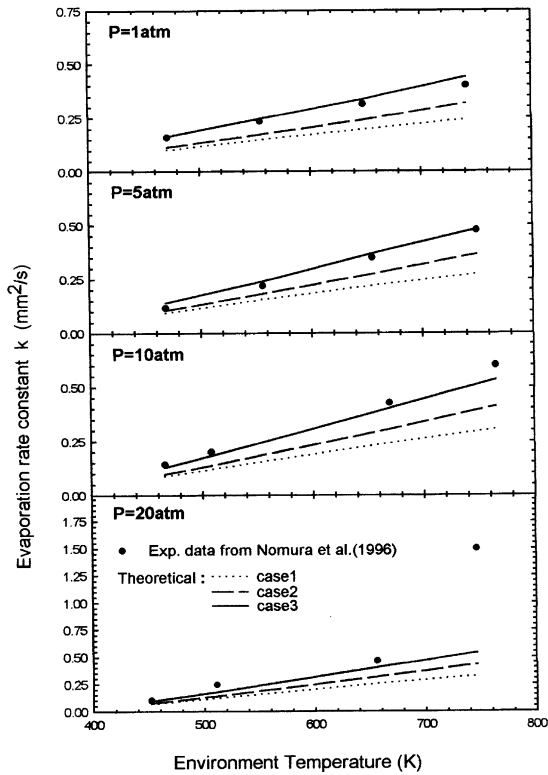 0.75
P=1atm
0.50
0.25
0.00
P=5atm
0.50
0.25
0.00
P=10atm
0.50
0.25
0.00
P=20atm
1.75
1.50
Exp. data from Nomura et al.(1996)
1.25
Theoretical : case1
1.00
case2
case3
0.75
0.50
0.25
0.00
400 500 600 700 800
Environment Temperature (K)
Evaporation rate constant k (mm²/s)